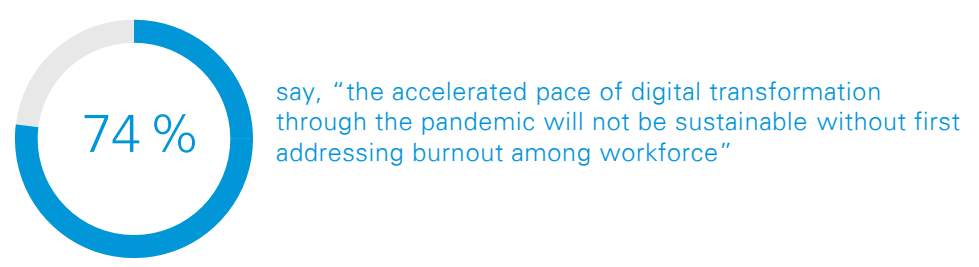 74 %
say, “the accelerated pace of digital transformation
through the pandemic will not be sustainable without first
addressing burnout among workforce”